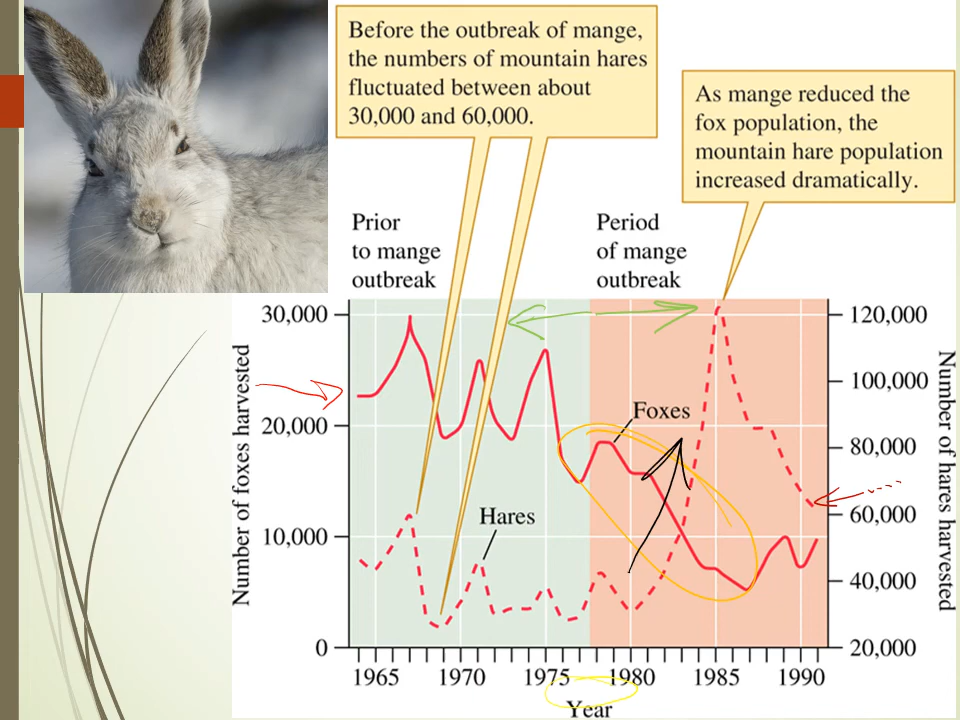 Before the outbreak of mange,
the numbers of mountain hares
fluctuated between about
30,000 and 60,000.
As mange reduced the
fox population, the
mountain hare population
increased dramatically.
Prior
to mange
outbreak
Period
of mange
outbreak
Number of foxes harvested
30,000
20,000
10,000
0
Foxes
Hares
120,000
100,000
80,000
60,000
40,000
20,000
Number of hares harvested
1965 1970 1975 1980 1985 1990
Year